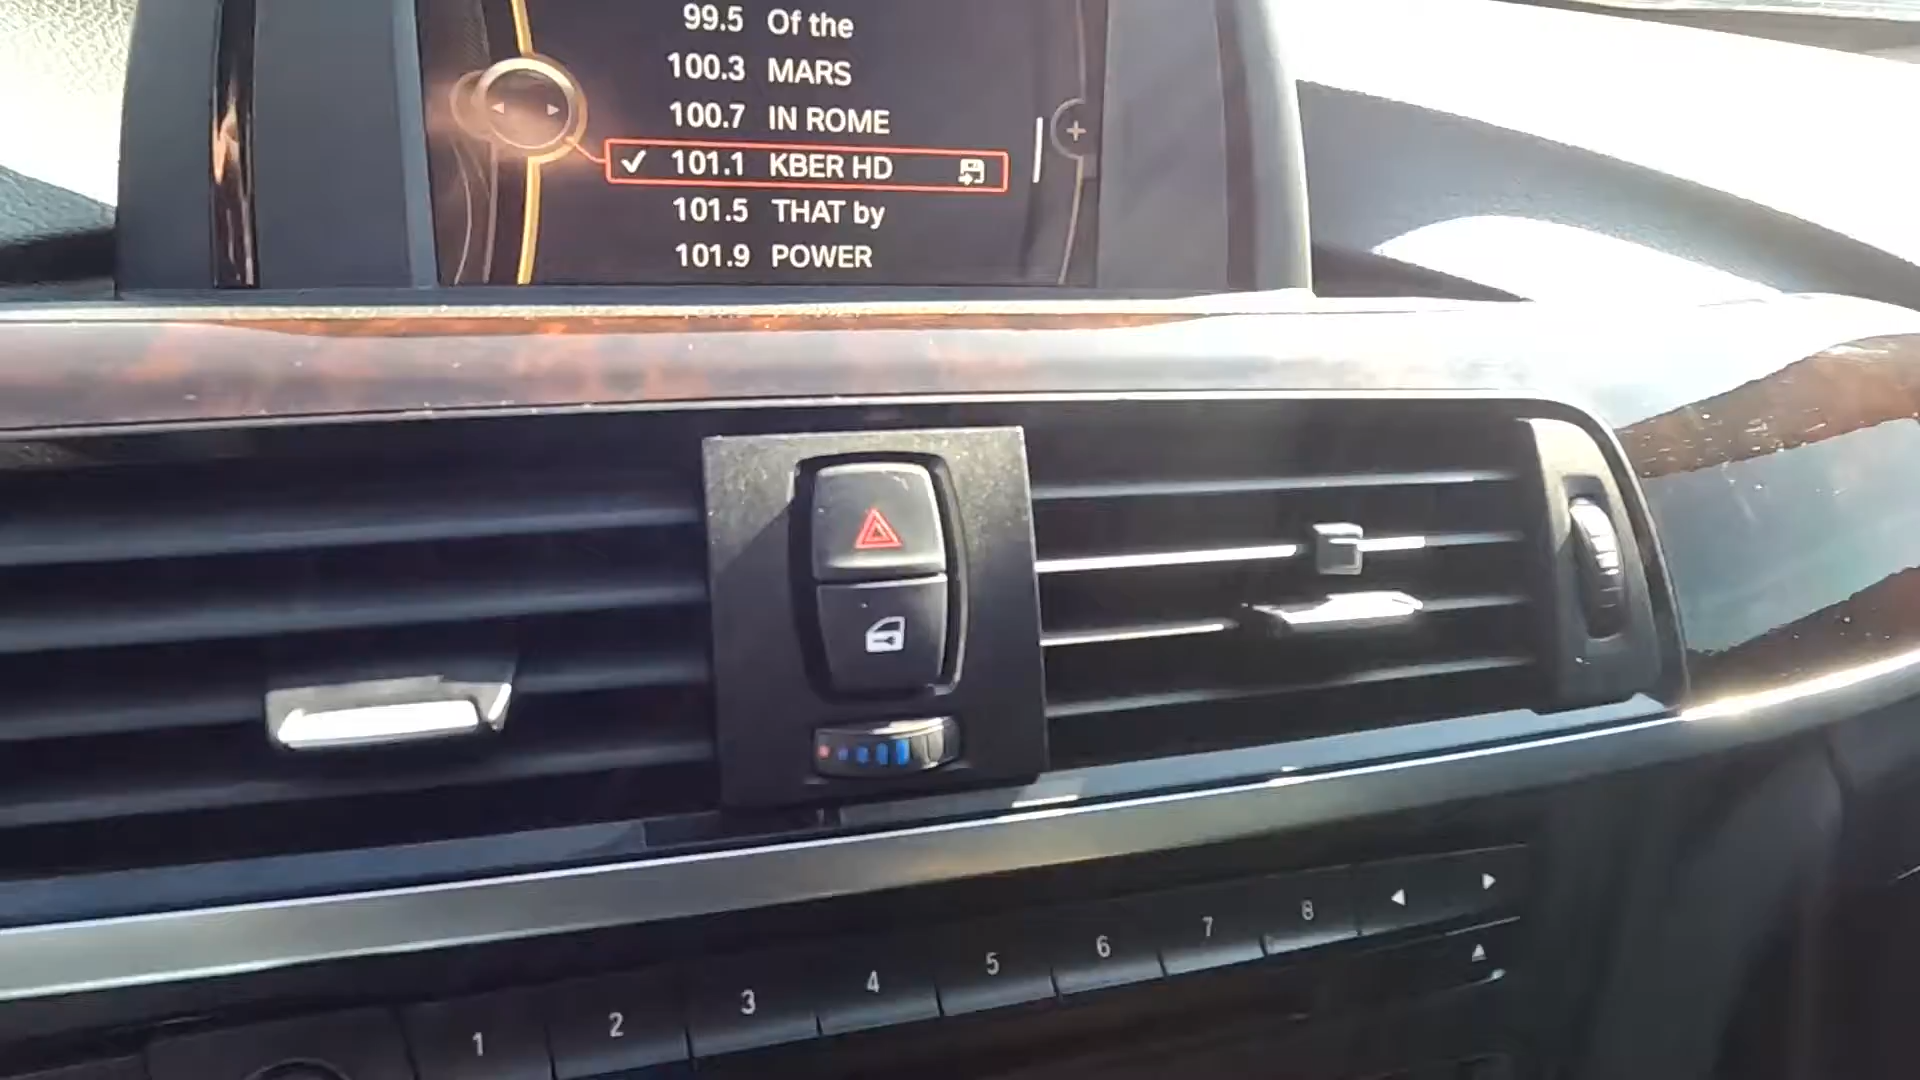 99.5 Of the
100.3 MARS
100.7 IN ROME
101.1 KBER HD
101.5 THAT by
101.9 POWER
1 2 3 4 5 6 7 8